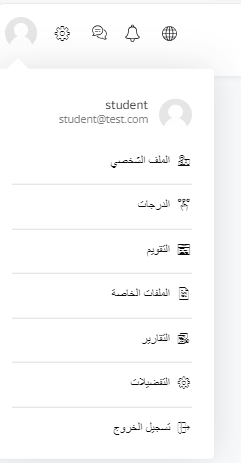 student
student@test.com
الملف الشخصي
الدرجات
التقويم
الملفات الخاصة
التقارير
التفضيلات
تسجيل الخروج